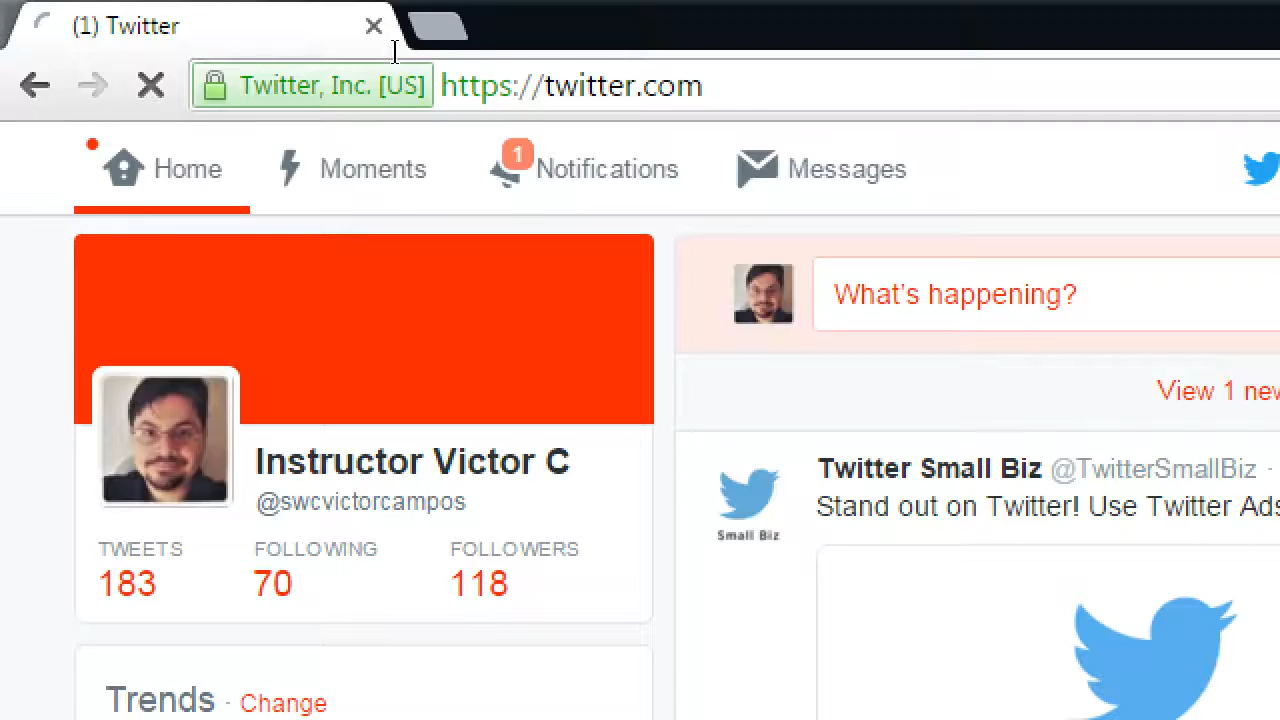 (1) Twitter
Twitter, Inc. [US] https://twitter.com
Home Moments 1 Notifications Messages
What's happening?
View 1
Instructor Victor C
@swcvictorcampos
TWEETS FOLLOWING FOLLOWERS
183 70 118
Twitter Small Biz @TwitterSmallBiz ·
Stand out on Twitter! Use Twitter Ads
Small Biz
Trends · Change